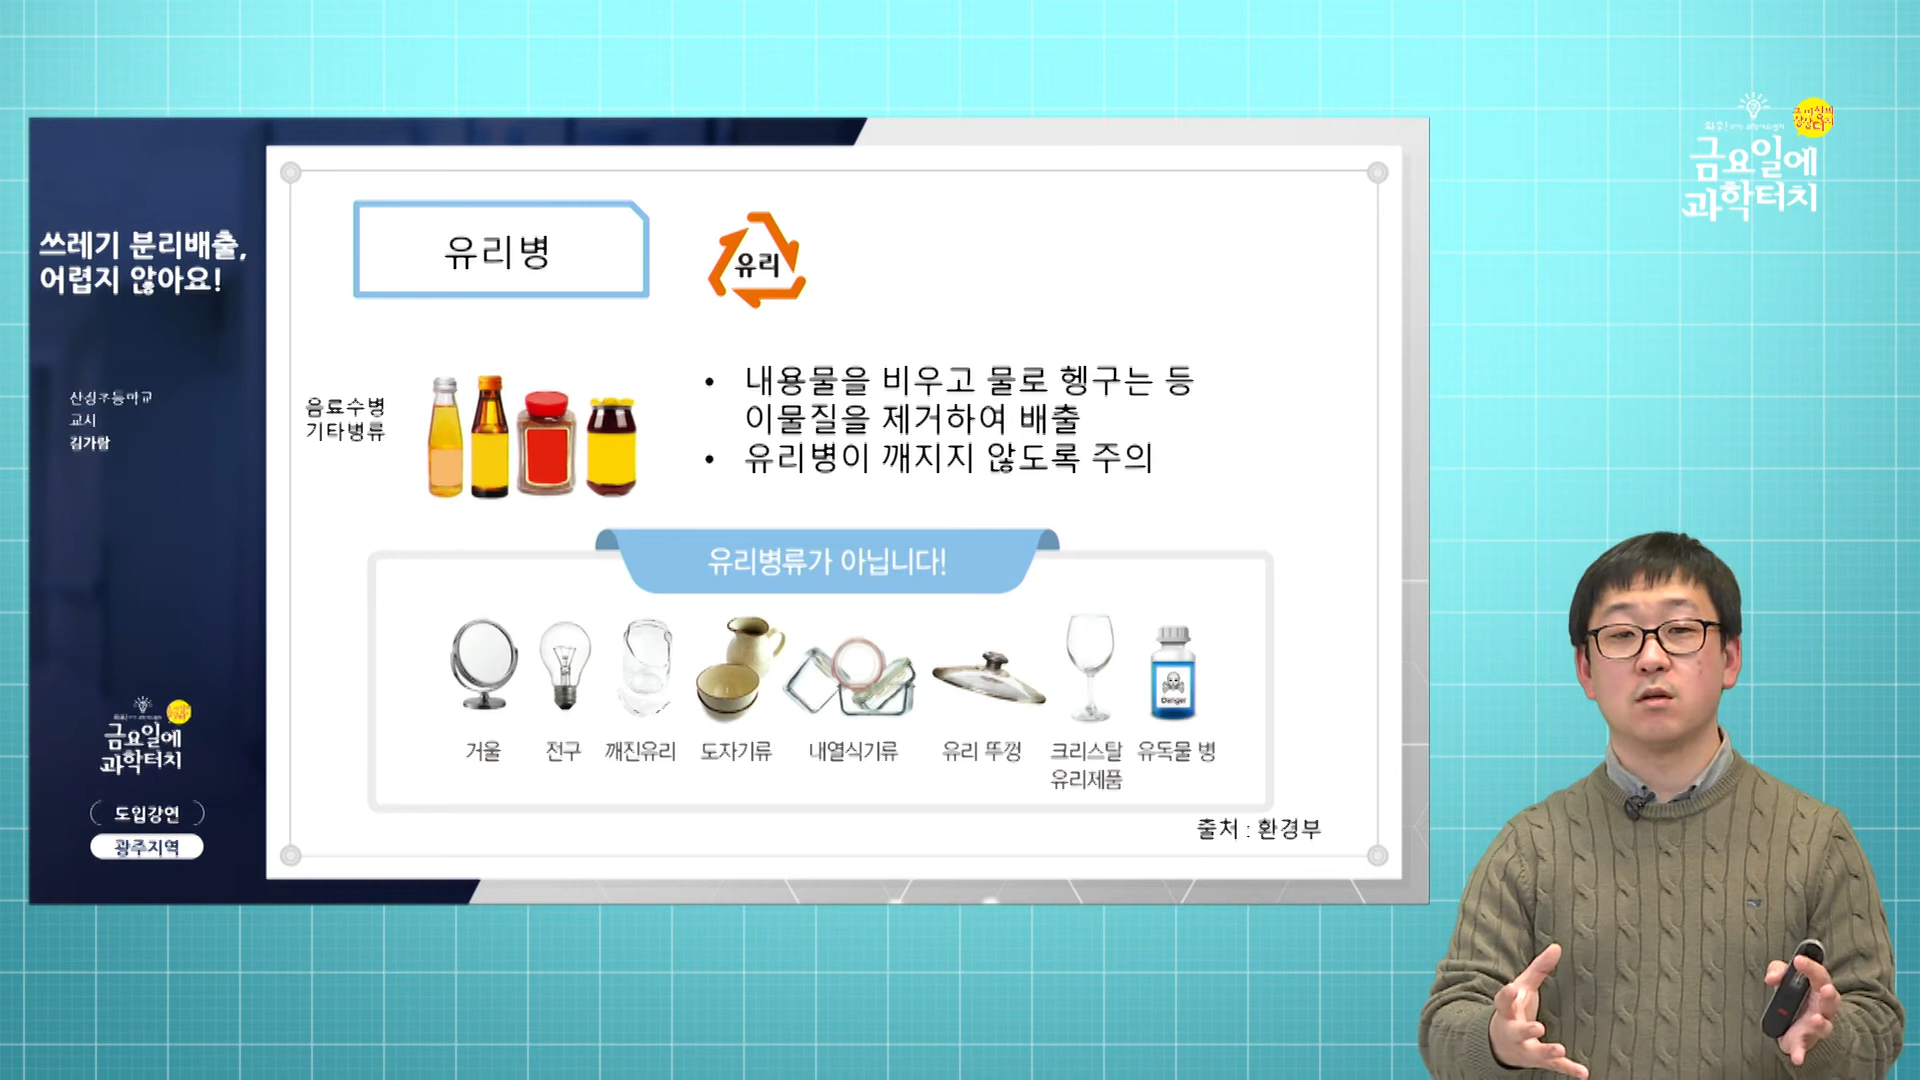 금요일에
과학터치
쓰레기 분리배출,
어렵지 않아요!
교사
김가람
금요일에
과학터치
도입강연
광주지역
유리병
유리
음료수병
기타병류
• 내용물을 비우고 물로 헹구는 등
이물질을 제거하여 배출
• 유리병이 깨지지 않도록 주의
유리병류가 아닙니다!
거울
전구
깨진유리
도자기류
내열식기류
유리 뚜껑
크리스탈
유리제품
유독물 병
Danger
출처 : 환경부